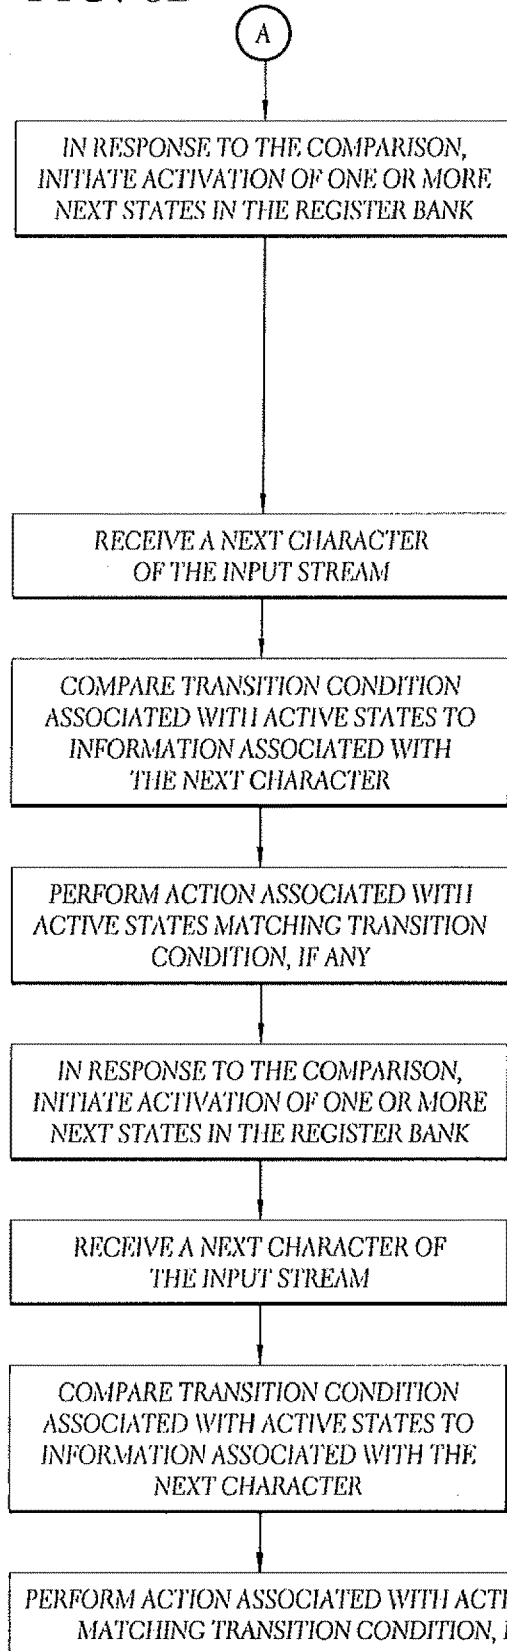 A
IN RESPONSE TO THE COMPARISON,
INITIATE ACTIVATION OF ONE OR MORE
NEXT STATES IN THE REGISTER BANK
RECEIVE A NEXT CHARACTER
OF THE INPUT STREAM
COMPARE TRANSITION CONDITION
ASSOCIATED WITH ACTIVE STATES TO
INFORMATION ASSOCIATED WITH
THE NEXT CHARACTER
PERFORM ACTION ASSOCIATED WITH
ACTIVE STATES MATCHING TRANSITION
CONDITION, IF ANY
IN RESPONSE TO THE COMPARISON,
INITIATE ACTIVATION OF ONE OR MORE
NEXT STATES IN THE REGISTER BANK
RECEIVE A NEXT CHARACTER OF
THE INPUT STREAM
COMPARE TRANSITION CONDITION
ASSOCIATED WITH ACTIVE STATES TO
INFORMATION ASSOCIATED WITH THE
NEXT CHARACTER
PERFORM ACTION ASSOCIATED WITH
MATCHING TRANSITION CONDITION,